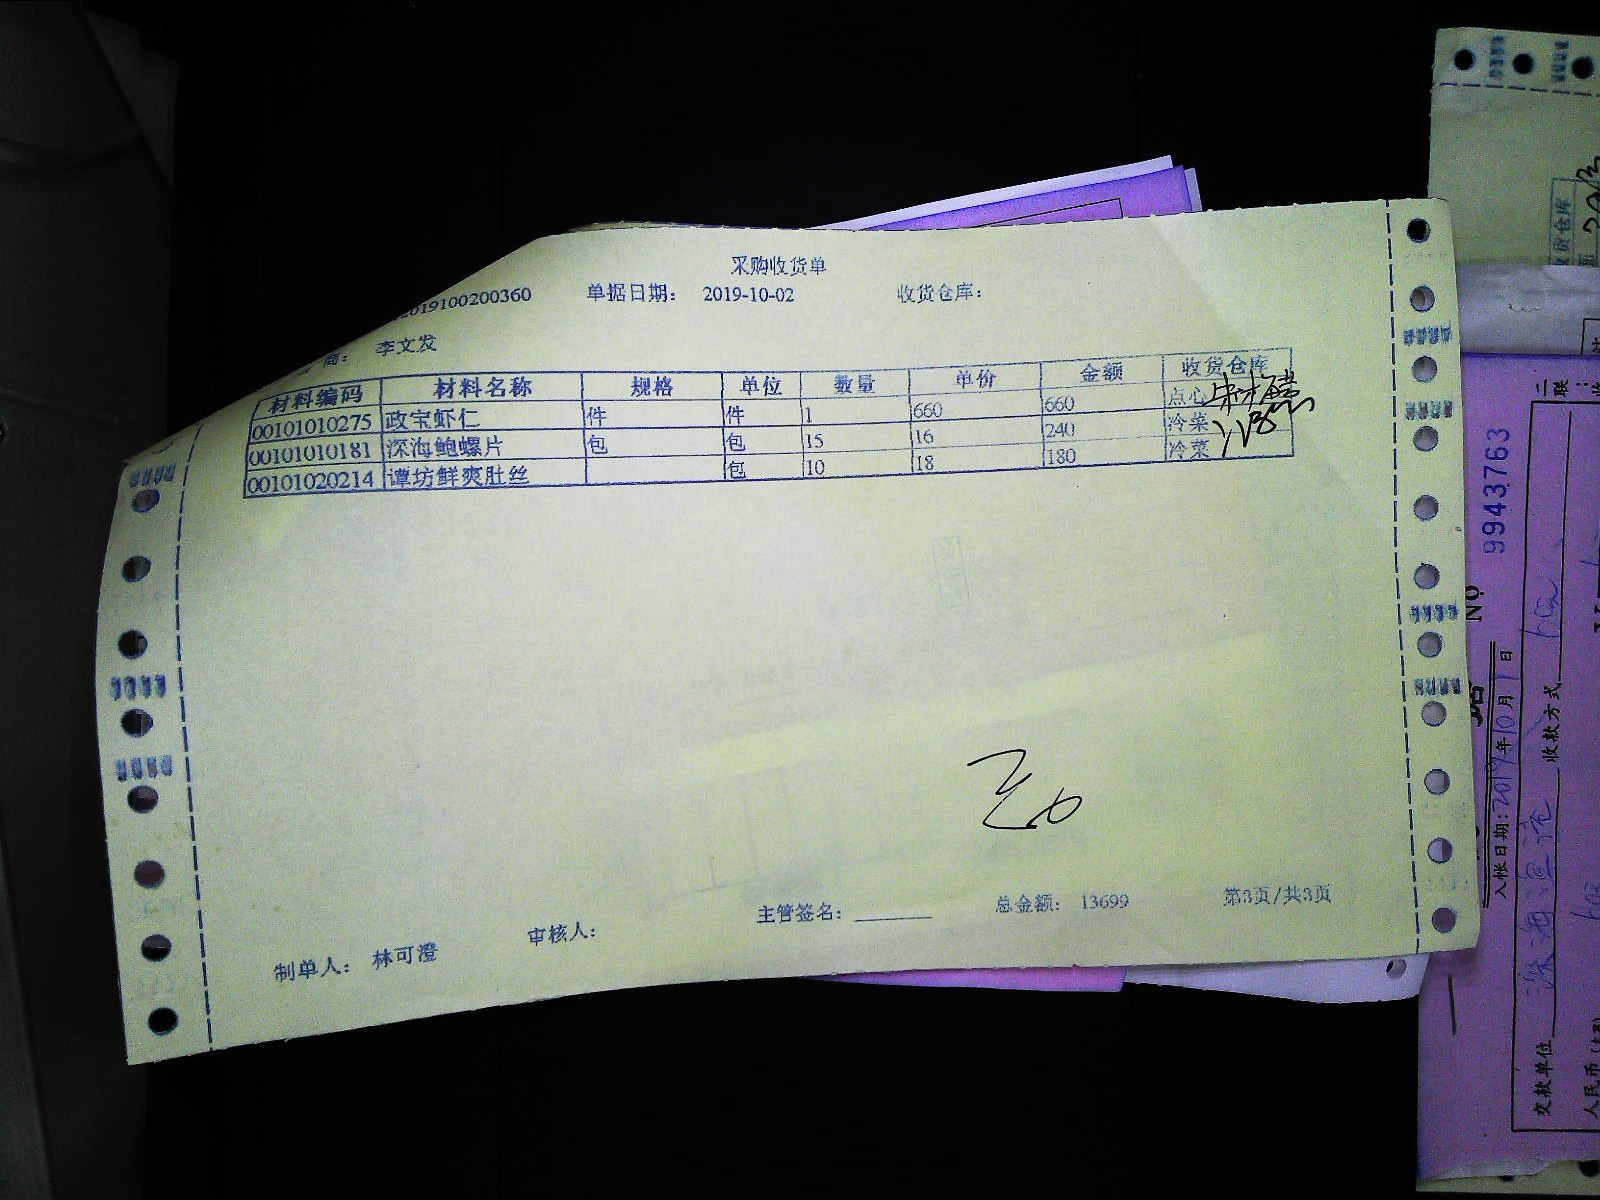 采购收货单
2019100200360 单据日期： 2019-10-02 收货仓库：
商： 李文发
材料编码 材料名称 规格 单位 数量 单价 金额 收货仓库
00101010275 政宝虾仁 件 件 1 660 660 点心
00101010181 深海鲍螺片 包 包 15 16 240 冷菜
00101020214 谭坊鲜爽肚丝 包 10 18 180 冷菜
制单人： 林可澄 审核人： 主管签名： 总金额： 13699 第3页/共3页
二联：
№ 9943763
入帐日期：2019年10月1日
交款单位 收款方式
人民币